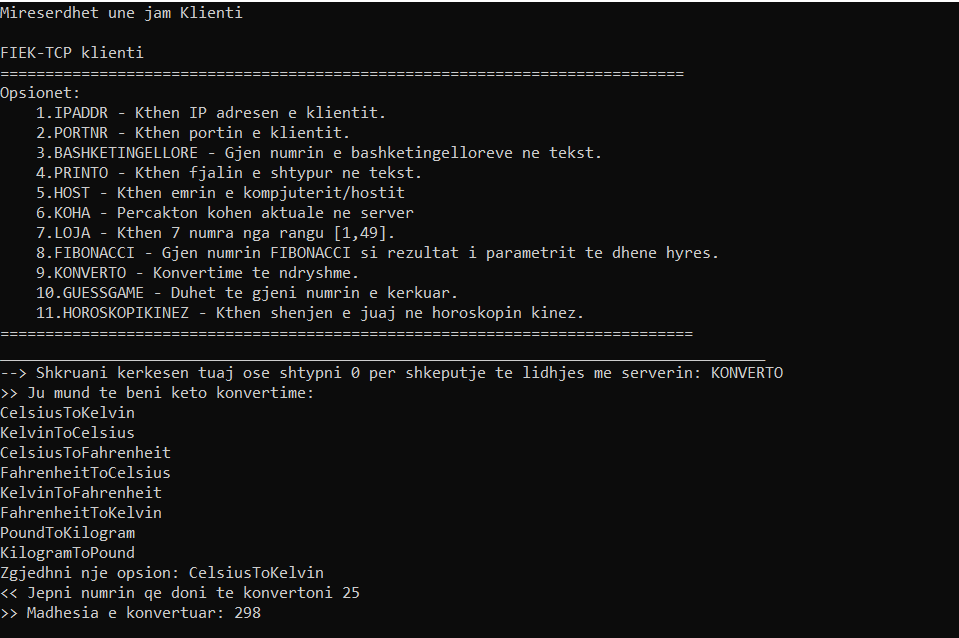 Mireserdhet une jam Klienti
FIEK-TCP klienti
============================================================================
Opsionet:
1.IPADDR - Kthen IP adresen e klientit.
2.PORTNR - Kthen portin e klientit.
3.BASHKETINGELLORE - Gjen numrin e bashketingelloreve ne tekst.
4.PRINTO - Kthen fjalin e shtypur ne tekst.
5.HOST - Kthen emrin e kompjuterit/hostit
6.KOHA - Percakton kohen aktuale ne server
7.LOJA - Kthen 7 numra nga rangu [1,49].
8.FIBONACCI - Gjen numrin FIBONACCI si rezultat i parametrit te dhene hyres.
9.KONVERTO - Konvertime te ndryshme.
10.GUESSGAME - Duhet te gjeni numrin e kerkuar.
11.HOROSKOPIKINEZ - Kthen shenjen e juaj ne horoskopin kinez.
=============================================================================
_____________________________________________________________________________________
--> Shkruani kerkesen tuaj ose shtypni 0 per shkeputje te lidhjes me serverin: KONVERTO
>> Ju mund te beni keto konvertime:
CelsiusToKelvin
KelvinToCelsius
CelsiusToFahrenheit
FahrenheitToCelsius
KelvinToFahrenheit
FahrenheitToKelvin
PoundToKilogram
KilogramToPound
Zgjedhni nje opsion: CelsiusToKelvin
<< Jepni numrin qe doni te konvertoni 25
>> Madhesia e konvertuar: 298